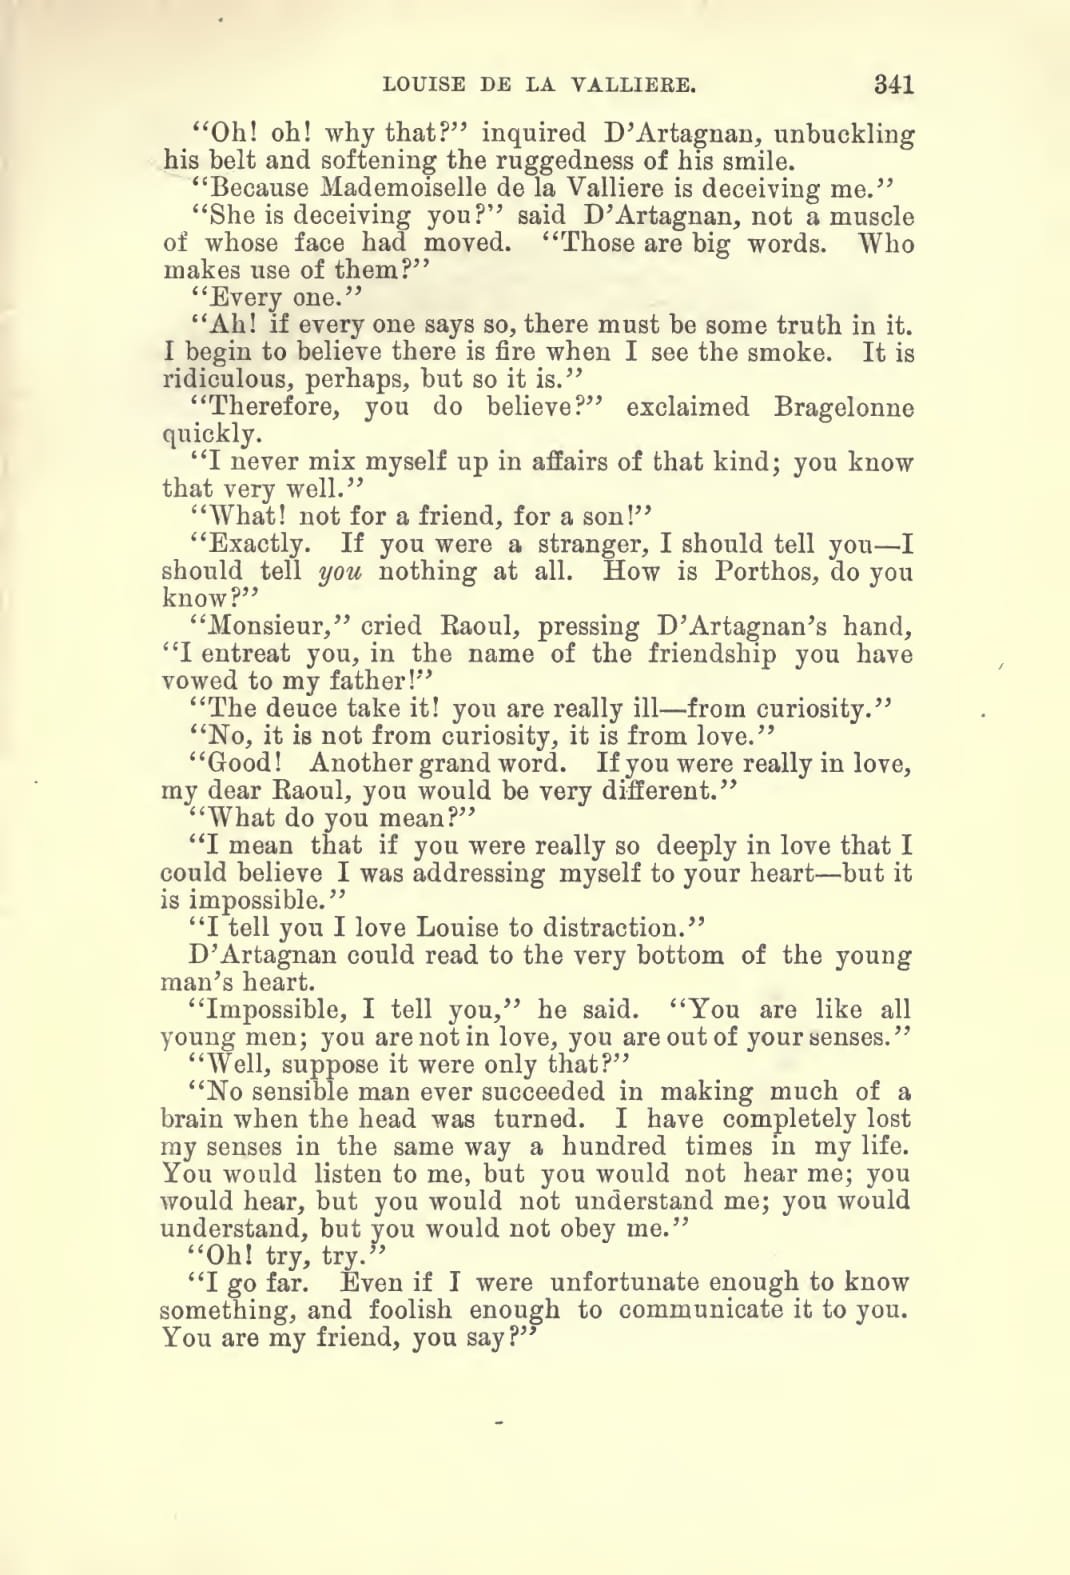 LOUISE DE LA VALLIERE. 341
“Oh! oh! why that?” inquired D’Artagnan, unbuckling
his belt and softening the ruggedness of his smile.
“Because Mademoiselle de la Valliere is deceiving me.”
“She is deceiving you?” said D’Artagnan, not a muscle
of whose face had moved. “Those are big words. Who
makes use of them?”
“Every one.”
“Ah! if every one says so, there must be some truth in it.
I begin to believe there is fire when I see the smoke. It is
ridiculous, perhaps, but so it is.”
“Therefore, you do believe?” exclaimed Bragelonne
quickly.
“I never mix myself up in affairs of that kind; you know
that very well.”
“What! not for a friend, for a son!”
“Exactly. If you were a stranger, I should tell you—I
should tell you nothing at all. How is Porthos, do you
know?”
“Monsieur,” cried Raoul, pressing D’Artagnan’s hand,
“I entreat you, in the name of the friendship you have
vowed to my father!”
“The deuce take it! you are really ill—from curiosity.”
“No, it is not from curiosity, it is from love.”
“Good! Another grand word. If you were really in love,
my dear Raoul, you would be very different.”
“What do you mean?”
“I mean that if you were really so deeply in love that I
could believe I was addressing myself to your heart—but it
is impossible.”
“I tell you I love Louise to distraction.”
D’Artagnan could read to the very bottom of the young
man’s heart.
“Impossible, I tell you,” he said. “You are like all
young men; you are not in love, you are out of your senses.”
“Well, suppose it were only that?”
“No sensible man ever succeeded in making much of a
brain when the head was turned. I have completely lost
my senses in the same way a hundred times in my life.
You would listen to me, but you would not hear me; you
would hear, but you would not understand me; you would
understand, but you would not obey me.”
“Oh! try, try.”
“I go far. Even if I were unfortunate enough to know
something, and foolish enough to communicate it to you.
You are my friend, you say?”